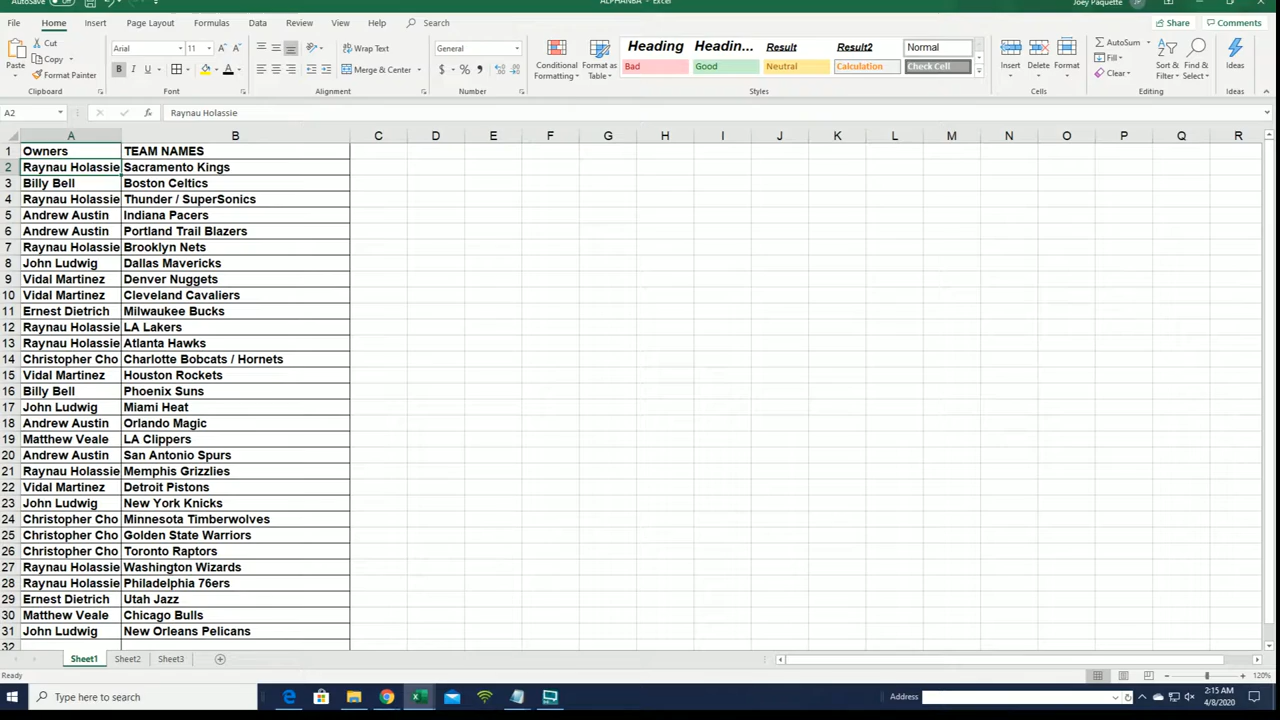 AutoSave Off ALPHANBA - Excel Joey Paquette JP
File Home Insert Page Layout Formulas Data Review View Help Search Share Comments
Paste Cut Copy Format Painter Clipboard
Arial 11 A A B I U A Font
Wrap Text Merge & Center Alignment
General $ % , Number
Conditional Formatting Format as Table
Heading Headin... Result Result2 Normal
Bad Good Neutral Calculation Check Cell
Styles
Insert Delete Format Cells
AutoSum Fill Clear Sort & Filter Find & Select Editing
Ideas Ideas
A2 fx Raynau Holassie
A B C D E F G H I J K L M N O P Q R
1 Owners TEAM NAMES
2 Raynau Holassie Sacramento Kings
3 Billy Bell Boston Celtics
4 Raynau Holassie Thunder / SuperSonics
5 Andrew Austin Indiana Pacers
6 Andrew Austin Portland Trail Blazers
7 Raynau Holassie Brooklyn Nets
8 John Ludwig Dallas Mavericks
9 Vidal Martinez Denver Nuggets
10 Vidal Martinez Cleveland Cavaliers
11 Ernest Dietrich Milwaukee Bucks
12 Raynau Holassie LA Lakers
13 Raynau Holassie Atlanta Hawks
14 Christopher Cho Charlotte Bobcats / Hornets
15 Vidal Martinez Houston Rockets
16 Billy Bell Phoenix Suns
17 John Ludwig Miami Heat
18 Andrew Austin Orlando Magic
19 Matthew Veale LA Clippers
20 Andrew Austin San Antonio Spurs
21 Raynau Holassie Memphis Grizzlies
22 Vidal Martinez Detroit Pistons
23 John Ludwig New York Knicks
24 Christopher Cho Minnesota Timberwolves
25 Christopher Cho Golden State Warriors
26 Christopher Cho Toronto Raptors
27 Raynau Holassie Washington Wizards
28 Raynau Holassie Philadelphia 76ers
29 Ernest Dietrich Utah Jazz
30 Matthew Veale Chicago Bulls
31 John Ludwig New Orleans Pelicans
32
Sheet1 Sheet2 Sheet3
Ready 120%
Type here to search Address 2:15 AM
4/8/2020